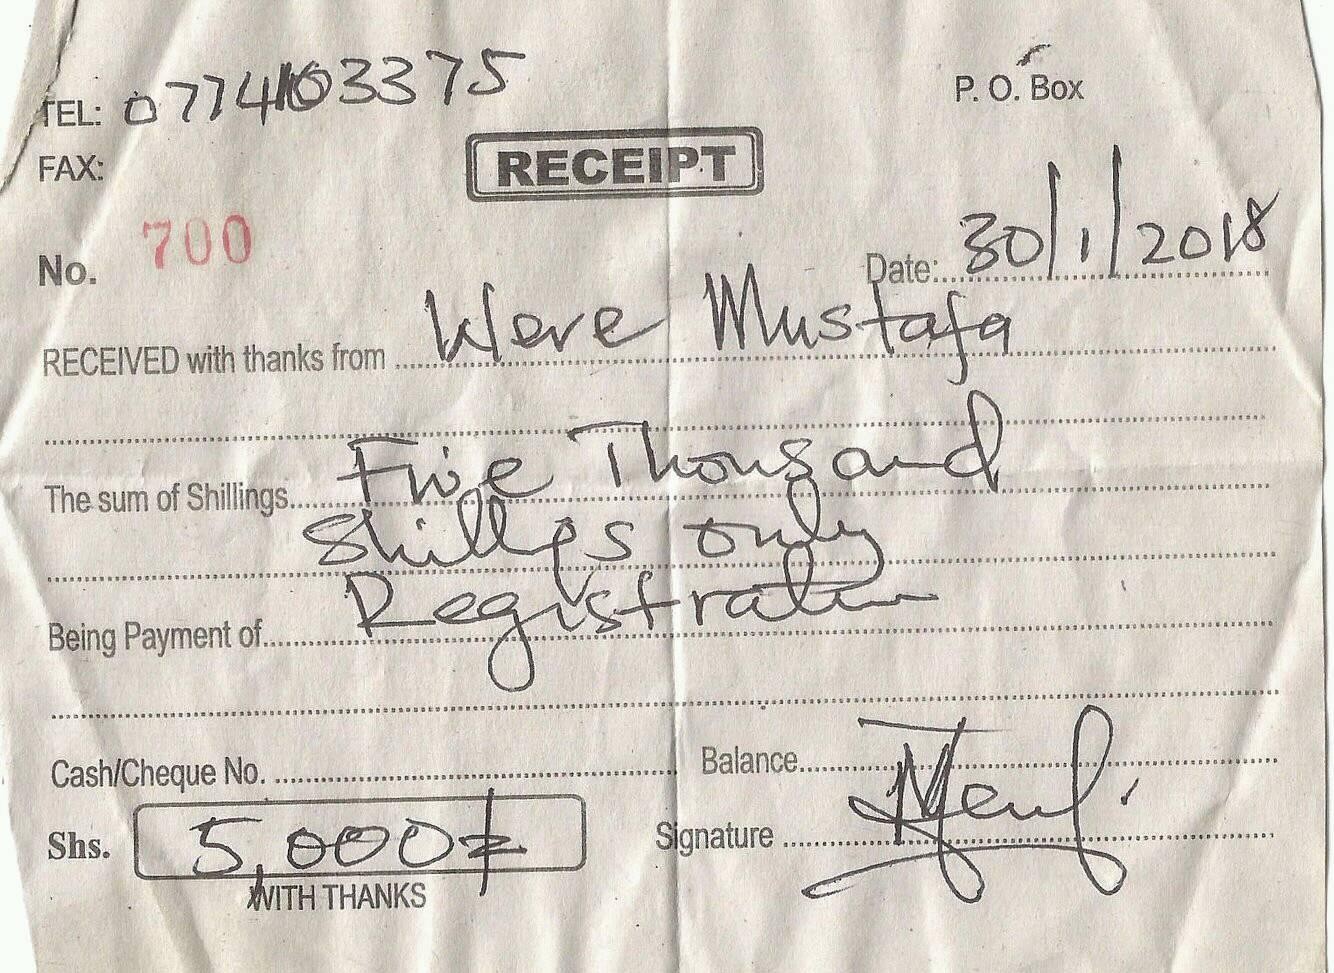 TEL: 0774103375
P. O. Box
FAX:
RECEIPT
No. 700
Date: 30/1/2018
RECEIVED with thanks from Were Mustafa
The sum of Shillings Five Thousand
Shillings only
Being Payment of Registration
Cash/Cheque No.
Balance
Shs. 5,000/=
Signature
WITH THANKS